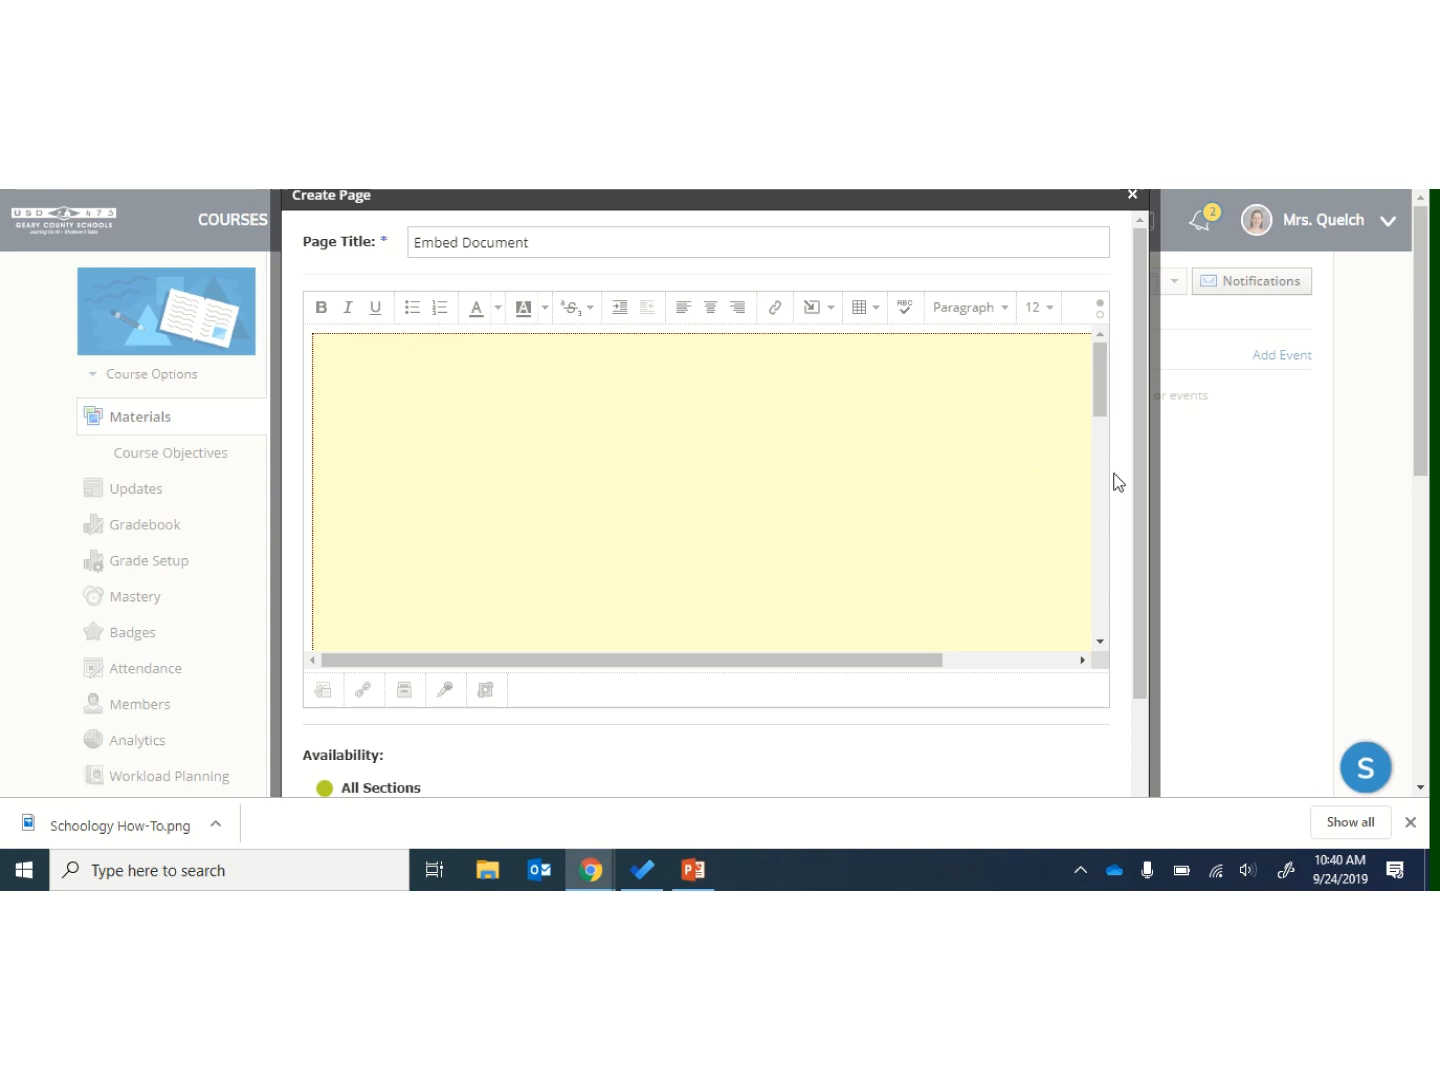 Create Page
USD 475
GEARY COUNTY SCHOOLS
COURSES
2
Mrs. Quelch
Page Title: *
Embed Document
Notifications
B I U
A
A
ABC
Paragraph
12
Add Event
or events
Course Options
Materials
Course Objectives
Updates
Gradebook
Grade Setup
Mastery
Badges
Attendance
Members
Analytics
Workload Planning
Availability:
All Sections
S
Schoology How-To.png
Show all
Type here to search
10:40 AM
9/24/2019